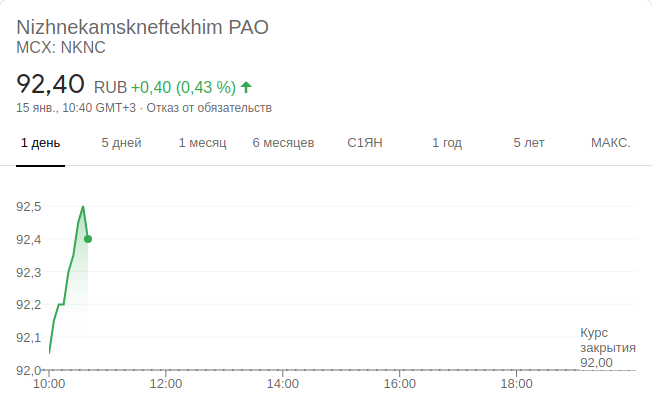 Nizhnekamskneftekhim PAO
MCX: NKNC
92,40 RUB +0,40 (0,43 %)
15 янв., 10:40 GMT+3 · Отказ от обязательств
1 день 5 дней 1 месяц 6 месяцев С1ЯН 1 год 5 лет МАКС.
92,5
92,4
92,3
92,2
92,1
92,0
Курс
закрытия
92,00
10:00 12:00 14:00 16:00 18:00